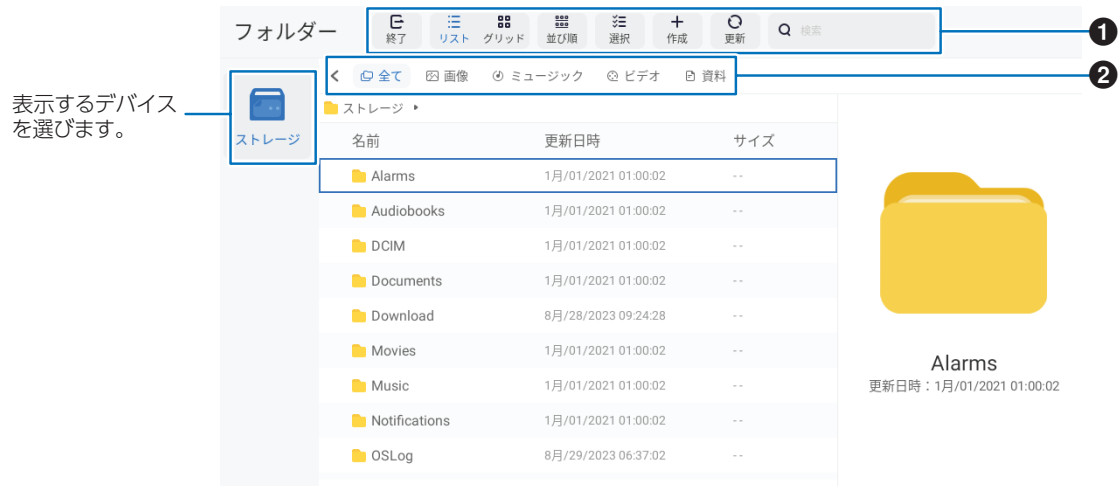 フォルダー
終了 リスト グリッド 並び順 選択 作成 更新 検索
❶
全て 画像 ミュージック ビデオ 資料
❷
表示するデバイス
を選びます。
ストレージ
ストレージ
名前 更新日時 サイズ
Alarms 1月/01/2021 01:00:02 --
Audiobooks 1月/01/2021 01:00:02 --
DCIM 1月/01/2021 01:00:02 --
Documents 1月/01/2021 01:00:02 --
Download 8月/28/2023 09:24:28 --
Movies 1月/01/2021 01:00:02 --
Music 1月/01/2021 01:00:02 --
Notifications 1月/01/2021 01:00:02 --
OSLog 8月/29/2023 06:37:02 --
Alarms
更新日時：1月/01/2021 01:00:02